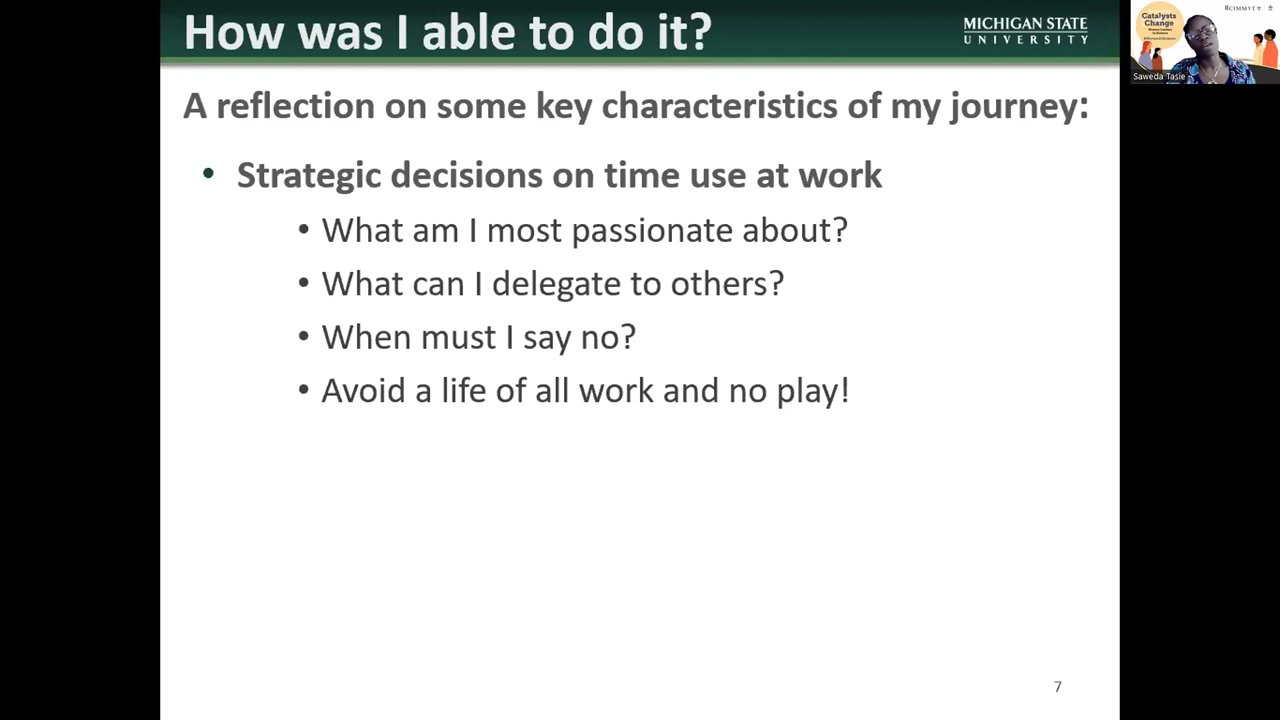 How was I able to do it?
MICHIGAN STATE
UNIVERSITY
A reflection on some key characteristics of my journey:
• Strategic decisions on time use at work
• What am I most passionate about?
• What can I delegate to others?
• When must I say no?
• Avoid a life of all work and no play!
7
CIMMYT
Catalysts
Change
Saweda Tasie